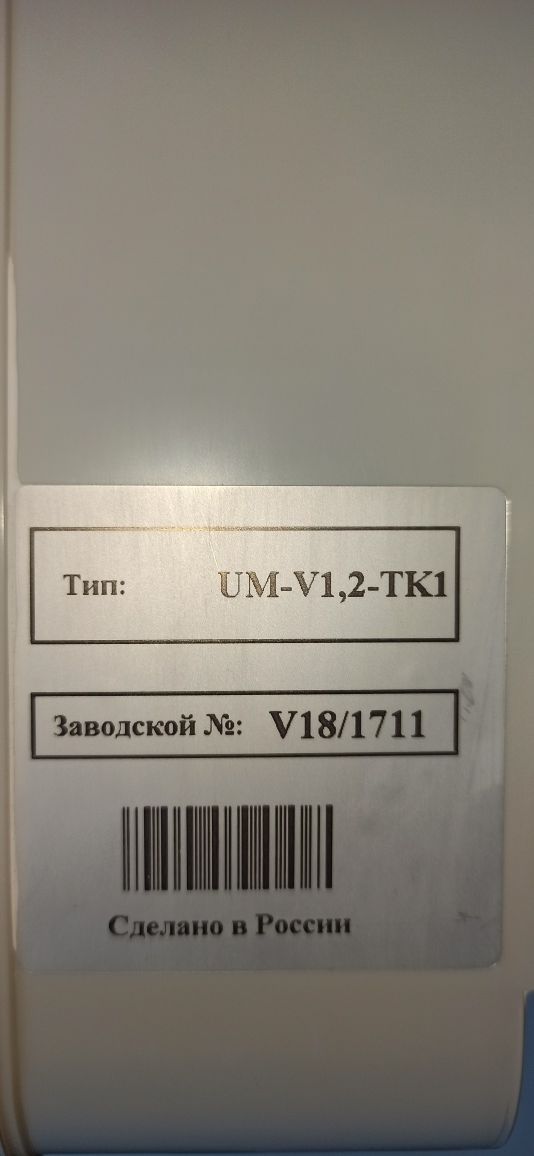 Тип: UM-V1,2-TK1
Заводской №: V18/1711
Сделано в России